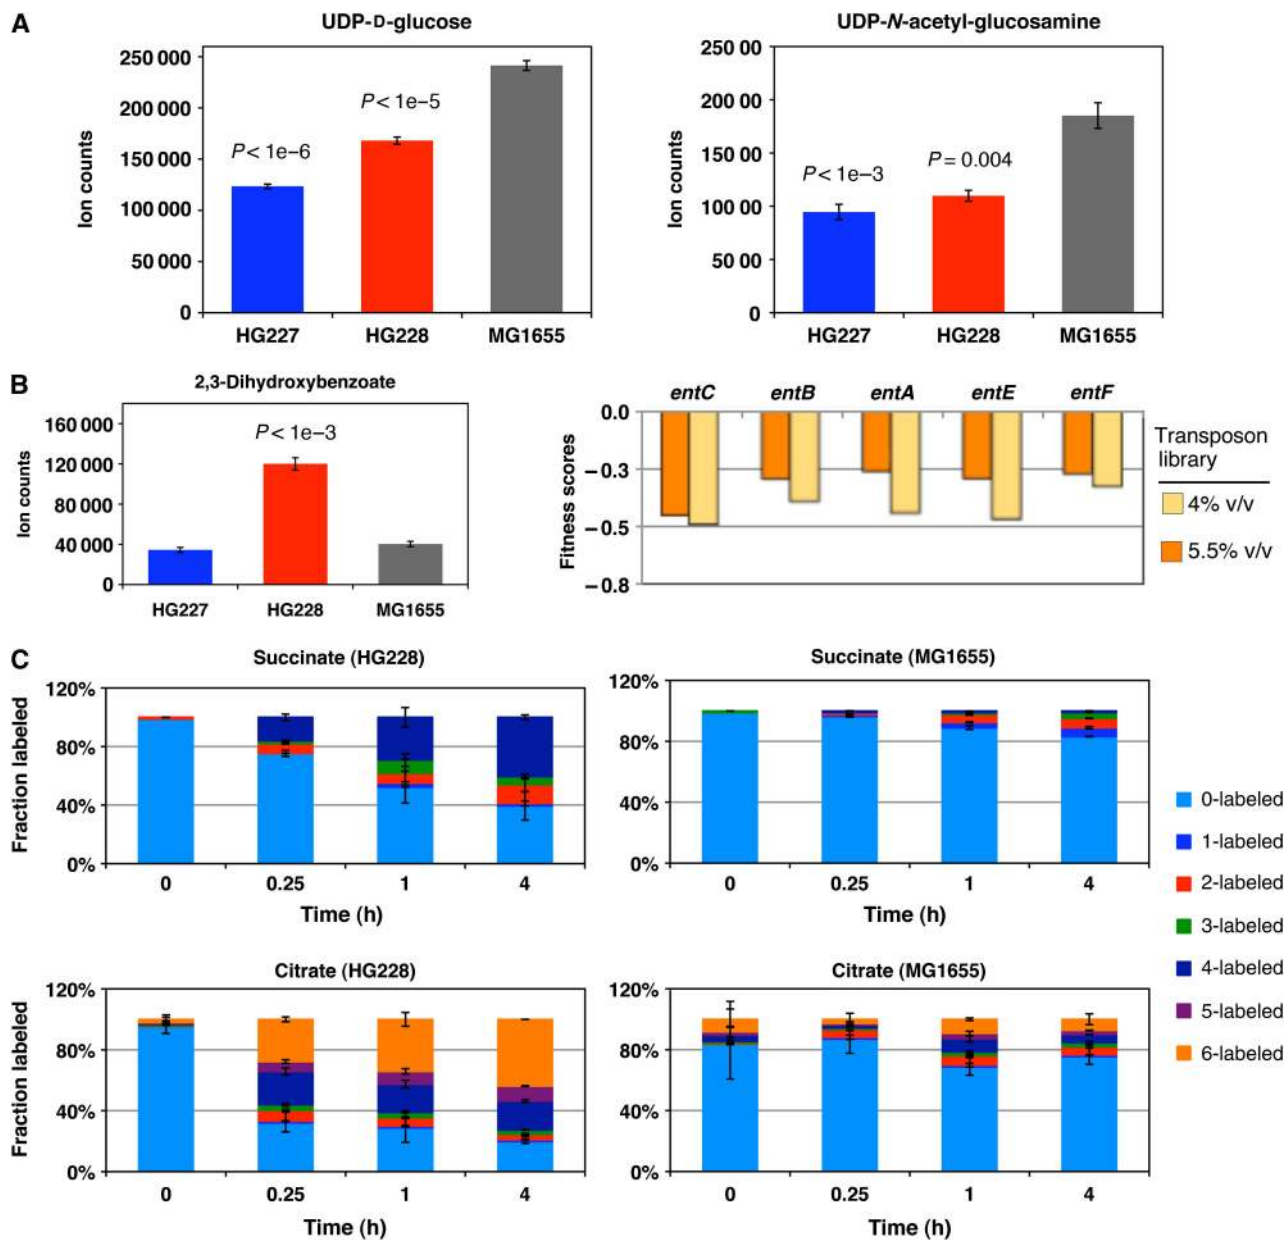 A
UDP-D-glucose
Ion counts
250 000
200 000
150 000
100 000
50 000
0
P < 1e−6
P < 1e−5
HG227 HG228 MG1655
UDP-N-acetyl-glucosamine
Ion counts
250 00
200 00
150 00
100 00
50 00
0
P < 1e−3
P = 0.004
HG227 HG228 MG1655
B
2,3-Dihydroxybenzoate
Ion counts
160 000
120 000
80 000
40 000
0
P < 1e−3
HG227 HG228 MG1655
entC entB entA entE entF
Fitness scores
0.0
−0.3
−0.5
−0.8
Transposon
library
4% v/v
5.5% v/v
C
Succinate (HG228)
Fraction labeled
120%
80%
40%
0%
0 0.25 1 4
Time (h)
Succinate (MG1655)
120%
80%
40%
0%
0 0.25 1 4
Time (h)
Citrate (HG228)
Fraction labeled
120%
80%
40%
0%
0 0.25 1 4
Time (h)
Citrate (MG1655)
120%
80%
40%
0%
0 0.25 1 4
Time (h)
0-labeled
1-labeled
2-labeled
3-labeled
4-labeled
5-labeled
6-labeled